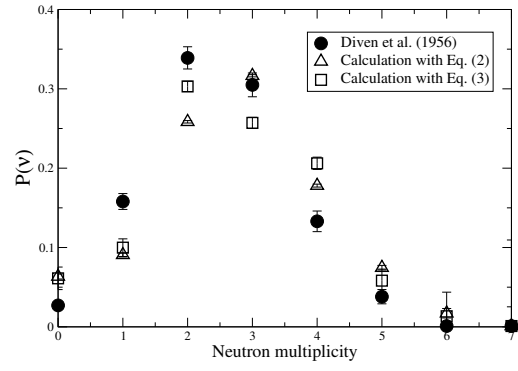 0.4
Diven et al. (1956)
Calculation with Eq. (2)
Calculation with Eq. (3)
0.3
0.2
P(ν)
0.1
0
0 1 2 3 4 5 6 7
Neutron multiplicity